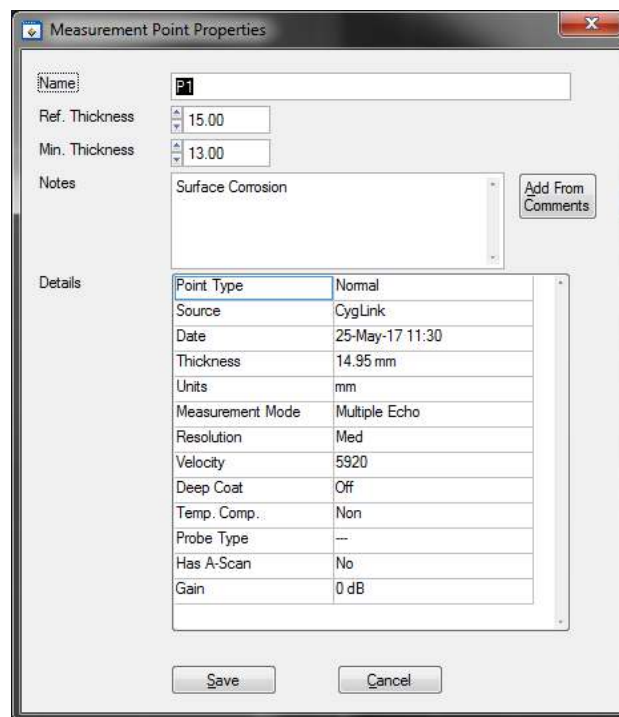 Measurement Point Properties
Name P1
Ref. Thickness 15.00
Min. Thickness 13.00
Notes Surface Corrosion Add From
Comments
Details Point Type Normal
Source CygLink
Date 25-May-17 11:30
Thickness 14.95 mm
Units mm
Measurement Mode Multiple Echo
Resolution Med
Velocity 5920
Deep Coat Off
Temp. Comp. Non
Probe Type ---
Has A-Scan No
Gain 0 dB
Save Cancel